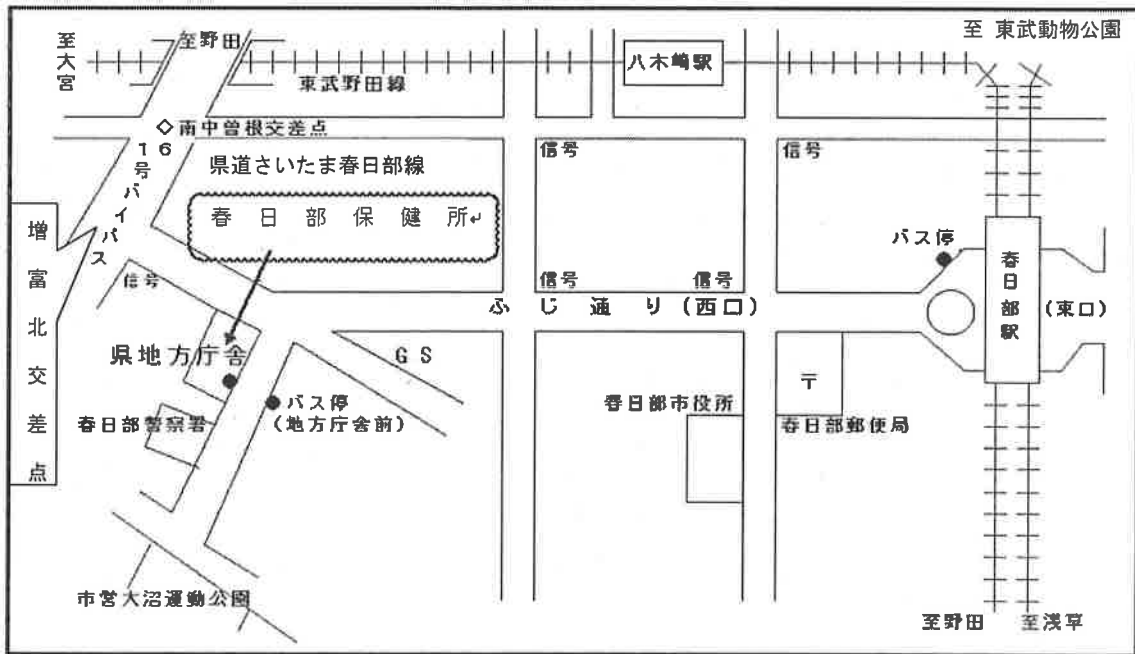 至 東武動物公園
至大宮
至野田
八木崎駅
東武野田線
南中曽根交差点
16号バイパス
県道さいたま春日部線
信号
信号
春日部保健所↵
増富北交差点
信号
信号
信号
バス停
春日部駅
ふじ通り(西口)
(東口)
県地方庁舎
GS
〒
バス停
(地方庁舎前)
春日部市役所
春日部警察署
春日部郵便局
市営大沼運動公園
至野田
至浅草